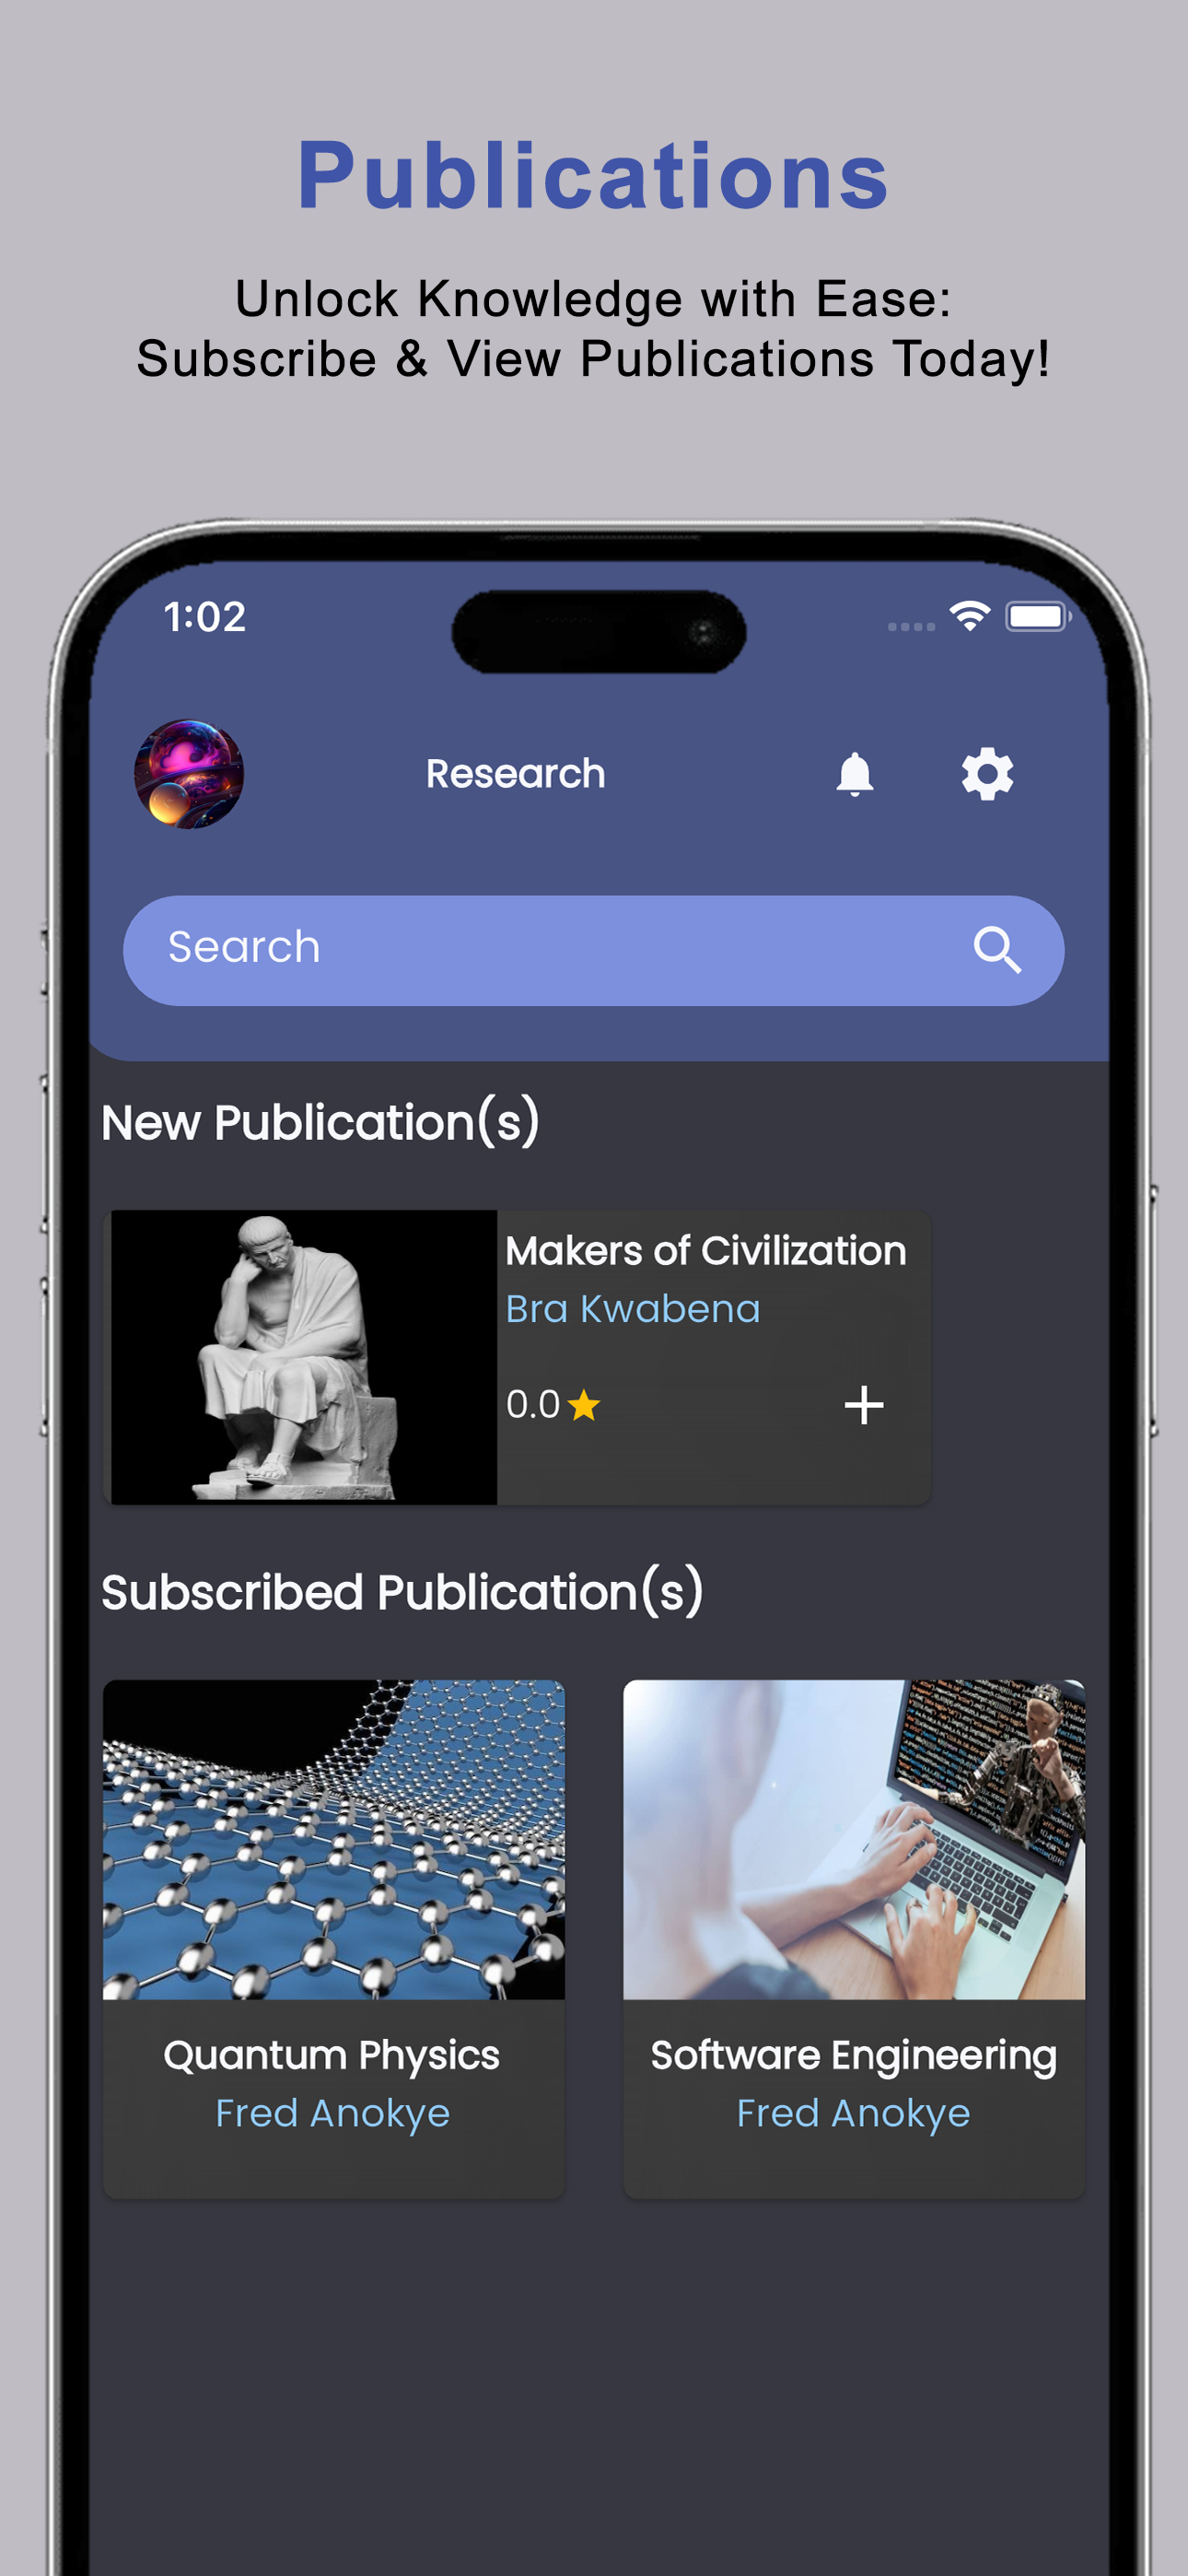 Publications
Unlock Knowledge with Ease:
Subscribe & View Publications Today!
1:02
Research
Search
New Publication(s)
Makers of Civilization
Bra Kwabena
0.0
Subscribed Publication(s)
Quantum Physics
Fred Anokye
Software Engineering
Fred Anokye